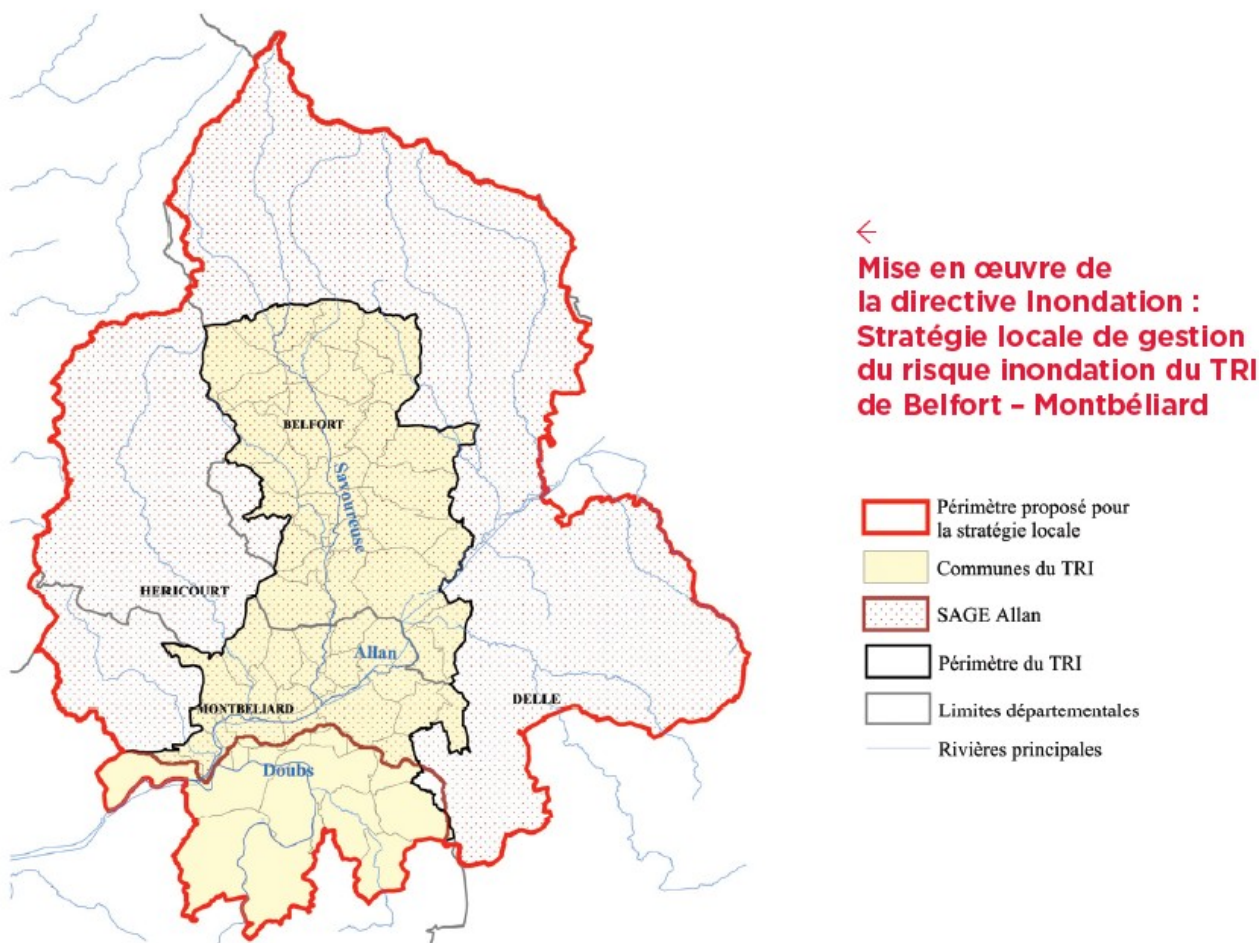 ←
Mise en œuvre de
la directive Inondation :
Stratégie locale de gestion
du risque inondation du TRI
de Belfort – Montbéliard
Périmètre proposé pour
la stratégie locale
Communes du TRI
SAGE Allan
Périmètre du TRI
Limites départementales
Rivières principales
BELFORT
Savoureuse
HERICOURT
Allan
DELLE
MONTBELIARD
Doubs